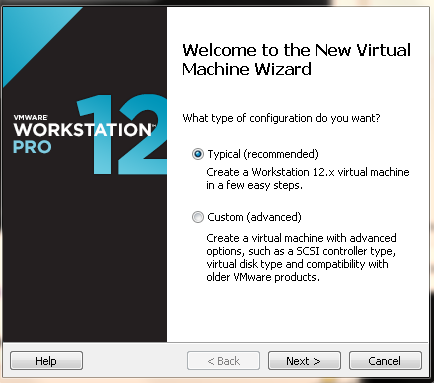 Welcome to the New Virtual
Machine Wizard
VMWARE
WORKSTATION™
PRO
12
What type of configuration do you want?
Typical (recommended)
Create a Workstation 12.x virtual machine
in a few easy steps.
Custom (advanced)
Create a virtual machine with advanced
options, such as a SCSI controller type,
virtual disk type and compatibility with
older VMware products.
Help
< Back
Next >
Cancel